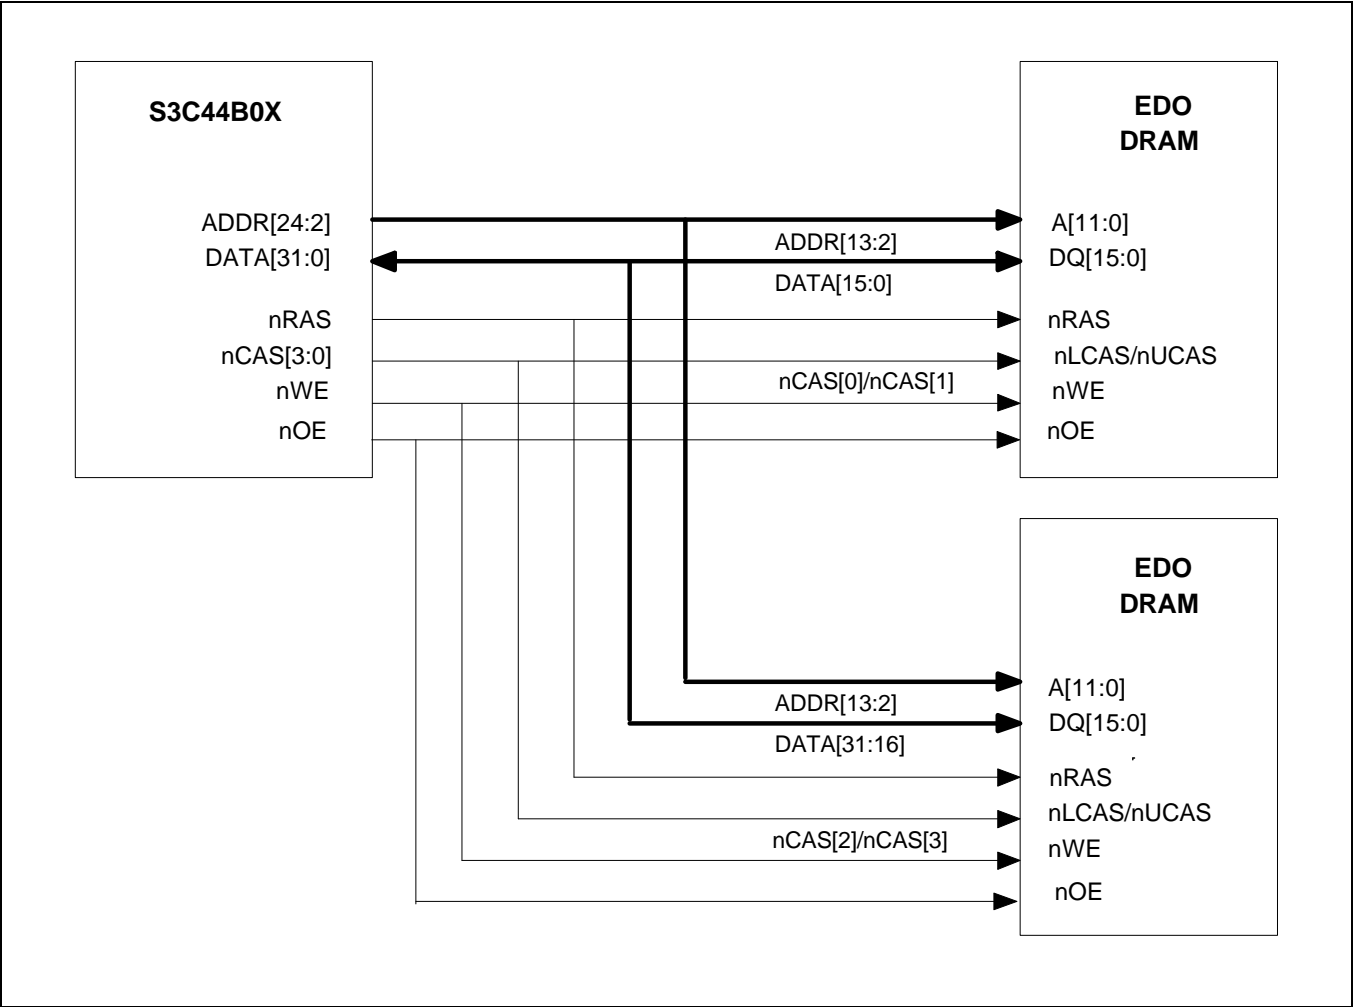 S3C44B0X
ADDR[24:2]
DATA[31:0]
nRAS
nCAS[3:0]
nWE
nOE
ADDR[13:2]
DATA[15:0]
nCAS[0]/nCAS[1]
EDO
DRAM
A[11:0]
DQ[15:0]
nRAS
nLCAS/nUCAS
nWE
nOE
ADDR[13:2]
DATA[31:16]
nCAS[2]/nCAS[3]
EDO
DRAM
A[11:0]
DQ[15:0]
nRAS
nLCAS/nUCAS
nWE
nOE